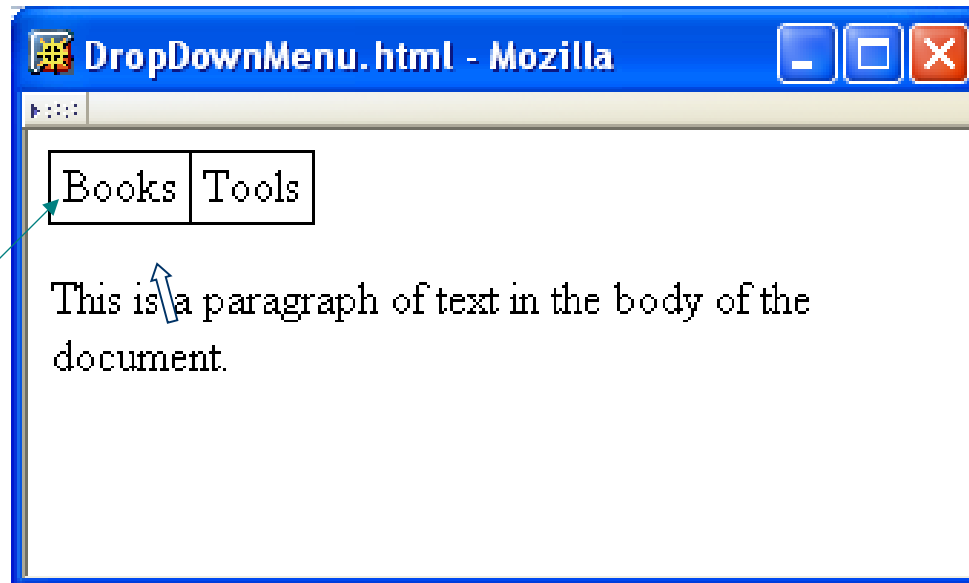 DropDownMenu.html - Mozilla
Books Tools
This is a paragraph of text in the body of the
document.